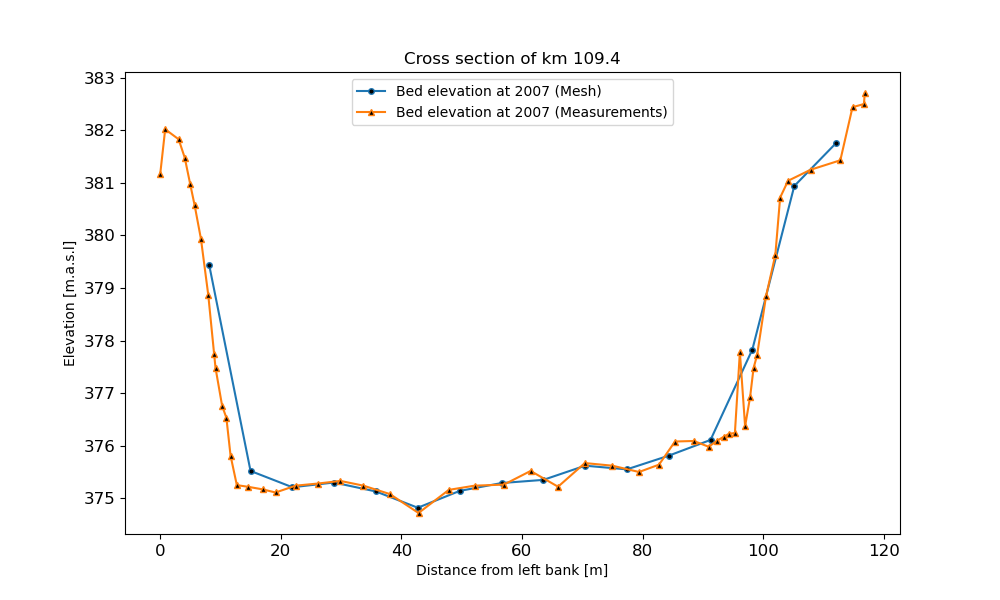 Cross section of km 109.4
Bed elevation at 2007 (Mesh)
Bed elevation at 2007 (Measurements)
383
382
381
380
379
378
377
376
375
Elevation [m.a.s.l]
0 20 40 60 80 100 120
Distance from left bank [m]